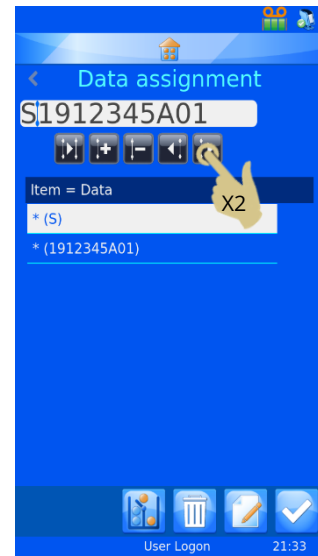 Data assignment
S1912345A01
X2
Item = Data
* (S)
* (1912345A01)
User Logon 21:33